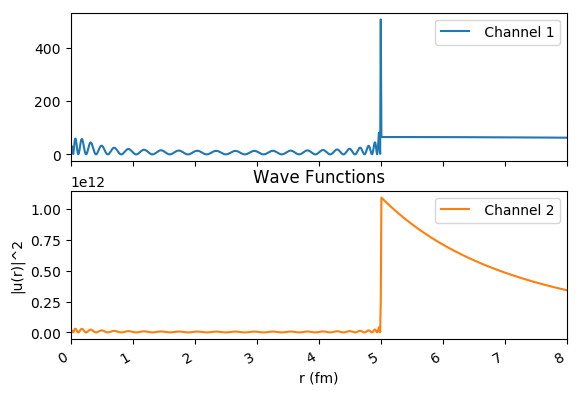 400
200
0
Channel 1
Wave Functions
1e12
1.00
0.75
0.50
0.25
0.00
|u(r)|^2
Channel 2
0 1 2 3 4 5 6 7 8
r (fm)